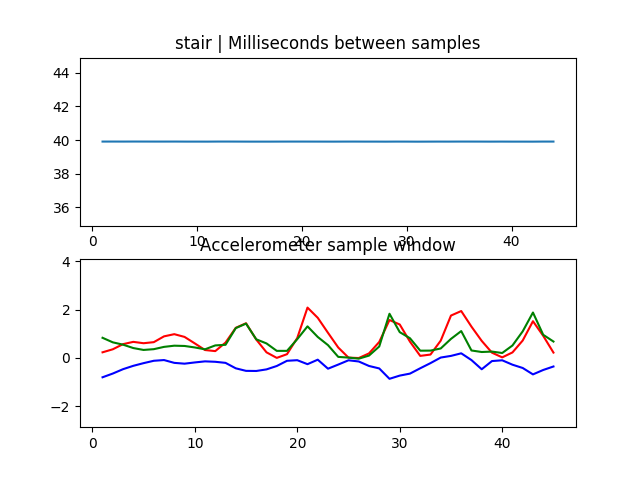 stair | Milliseconds between samples
44
42
40
38
36
0 10 20 30 40
Accelerometer sample window
4
2
0
−2
0 10 20 30 40